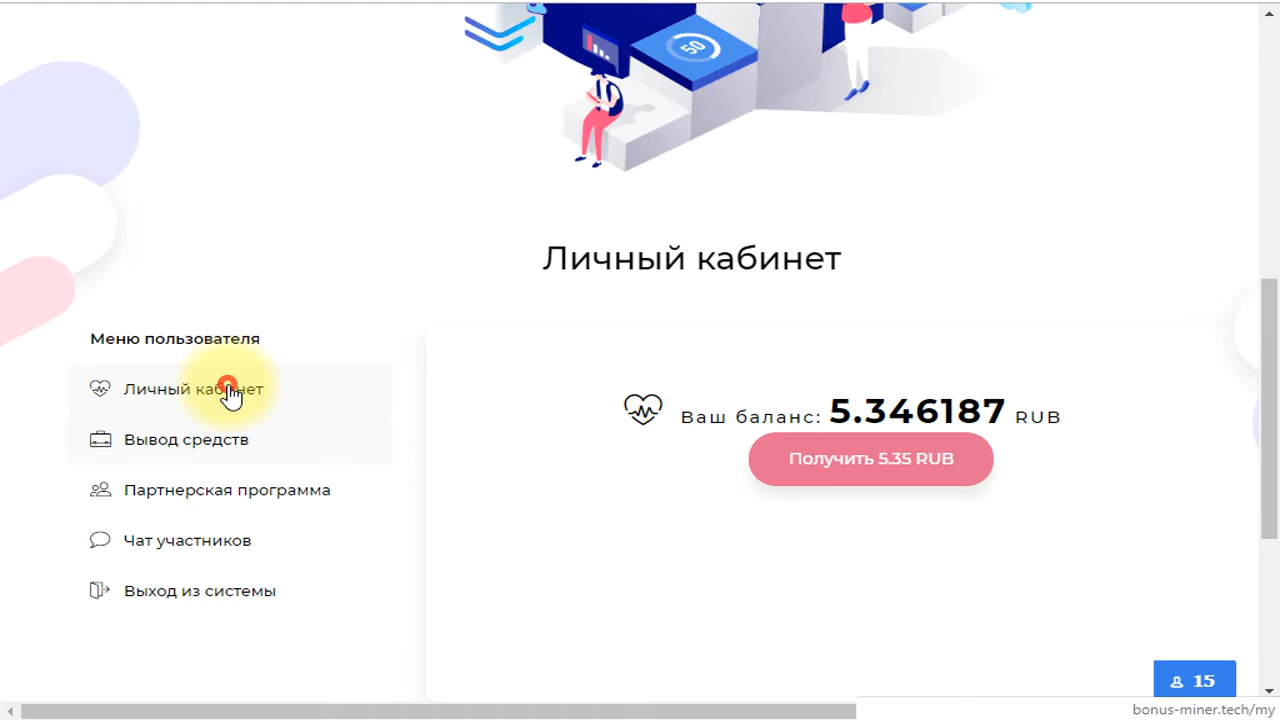 50
Личный кабинет
Меню пользователя
Личный кабинет
Вывод средств
Партнерская программа
Чат участников
Выход из системы
Ваш баланс: 5.346187 RUB
Получить 5.35 RUB
15
bonus-miner.tech/my